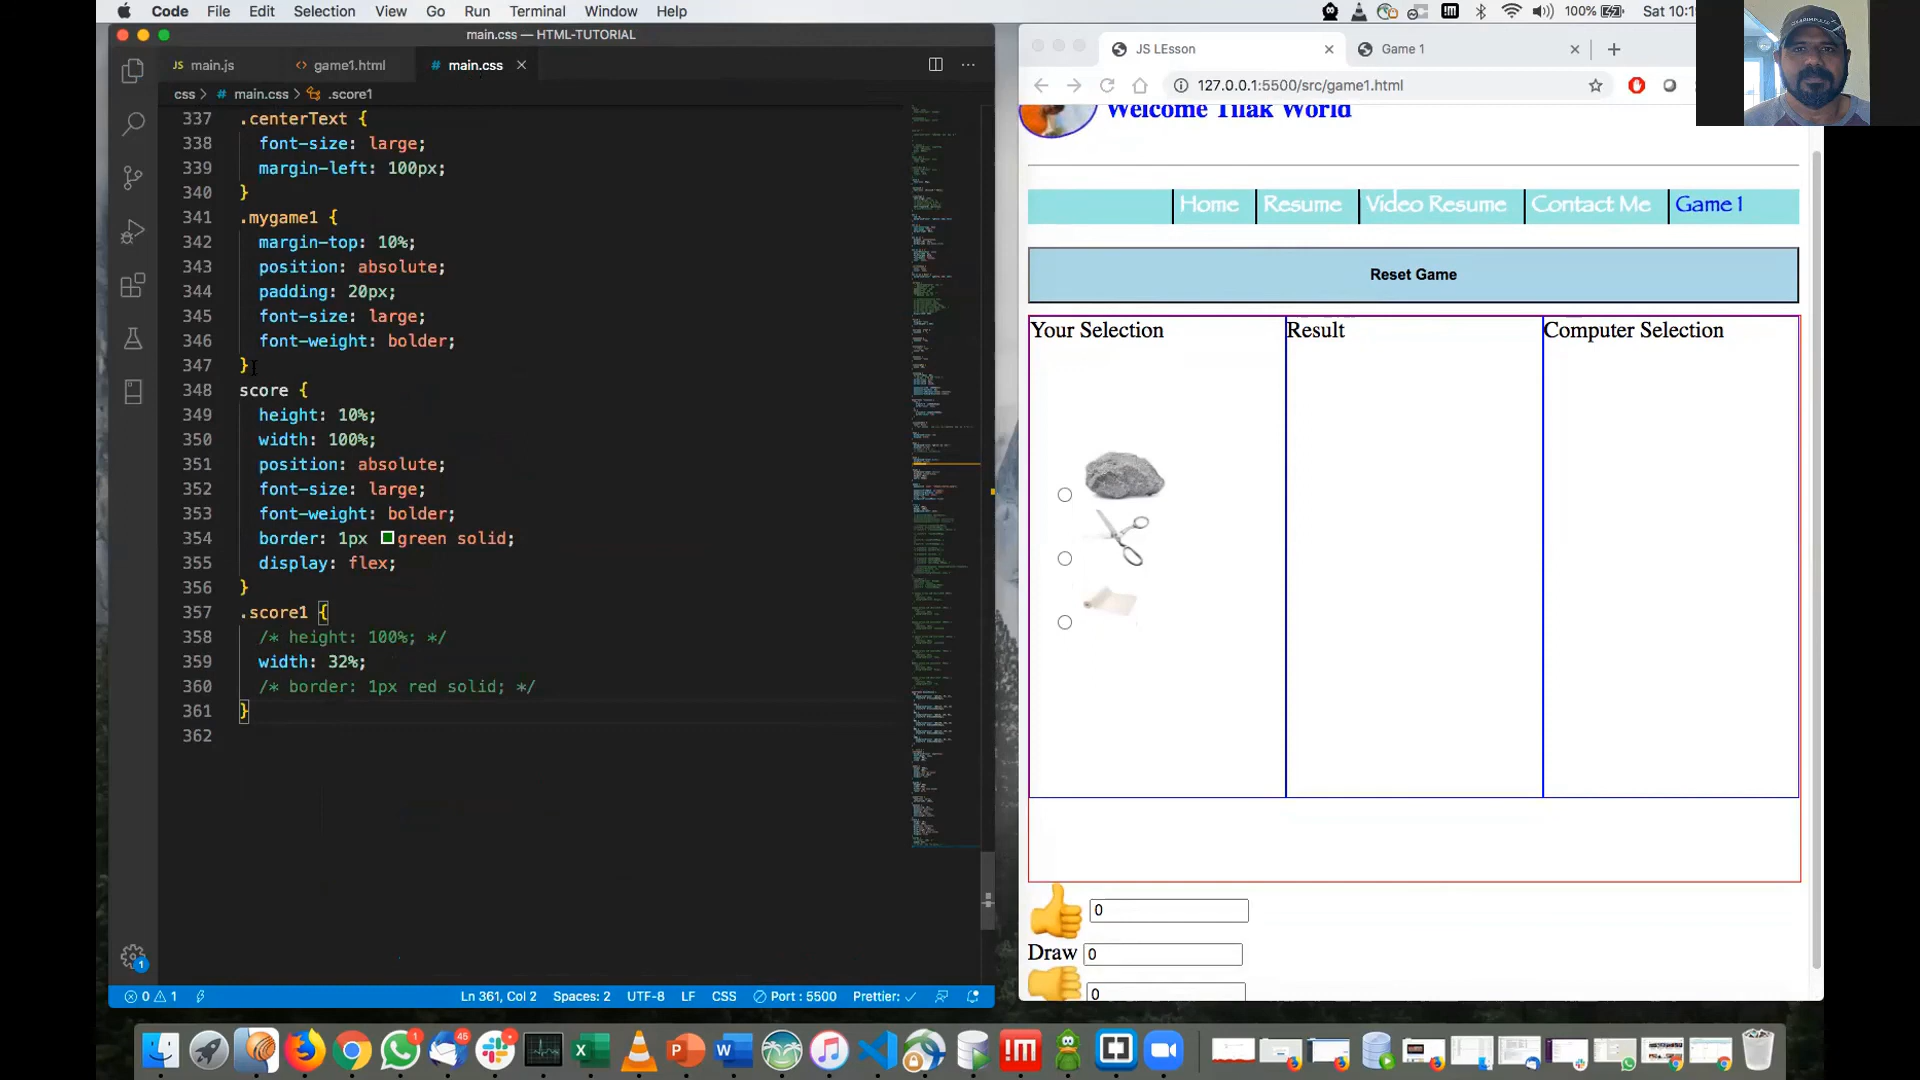 Code File Edit Selection View Go Run Terminal Window Help 100% Sat 10:1
main.css — HTML-TUTORIAL
JS main.js <> game1.html # main.css ×
css > main.css > .score1
337 .centerText {
338 font-size: large;
339 margin-left: 100px;
340 }
341 .mygame1 {
342 margin-top: 10%;
343 position: absolute;
344 padding: 20px;
345 font-size: large;
346 font-weight: bolder;
347 }
348 score {
349 height: 10%;
350 width: 100%;
351 position: absolute;
352 font-size: large;
353 font-weight: bolder;
354 border: 1px green solid;
355 display: flex;
356 }
357 .score1 {
358 /* height: 100%; */
359 width: 32%;
360 /* border: 1px red solid; */
361 }
362
1
0 1 Ln 361, Col 2 Spaces: 2 UTF-8 LF CSS Port : 5500 Prettier: ✓
JS LEsson × Game 1 × +
127.0.0.1:5500/src/game1.html
Welcome Tilak World
Home Resume Video Resume Contact Me Game 1
Reset Game
Your Selection Result Computer Selection
0
Draw 0
0
1 45